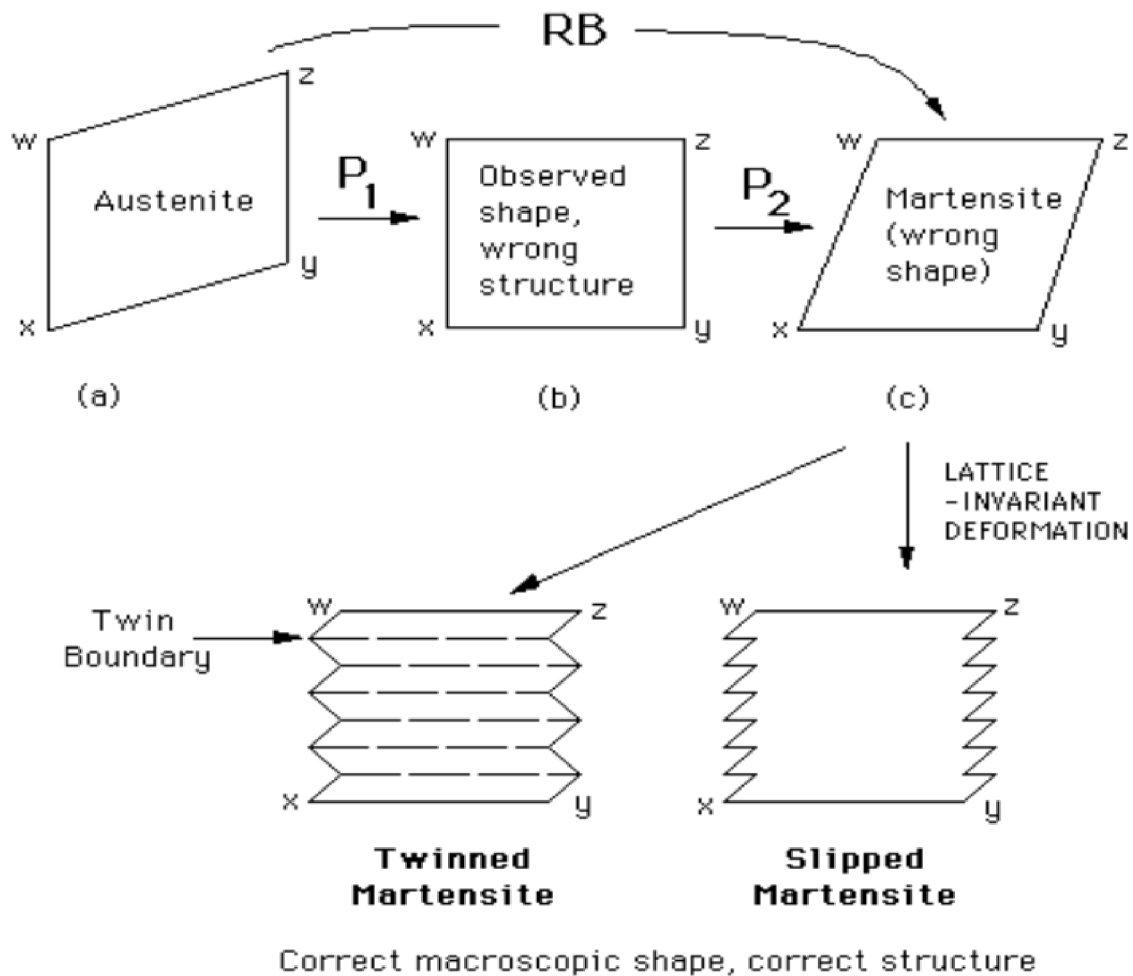 RB
z
w
Austenite
x
y
(a)
P1
w
z
Observed
shape,
wrong
structure
x
y
(b)
P2
w
z
Martensite
(wrong
shape)
x
y
(c)
LATTICE
-INVARIANT
DEFORMATION
Twin
Boundary
w
z
x
y
Twinned
Martensite
w
z
x
y
Slipped
Martensite
Correct macroscopic shape, correct structure